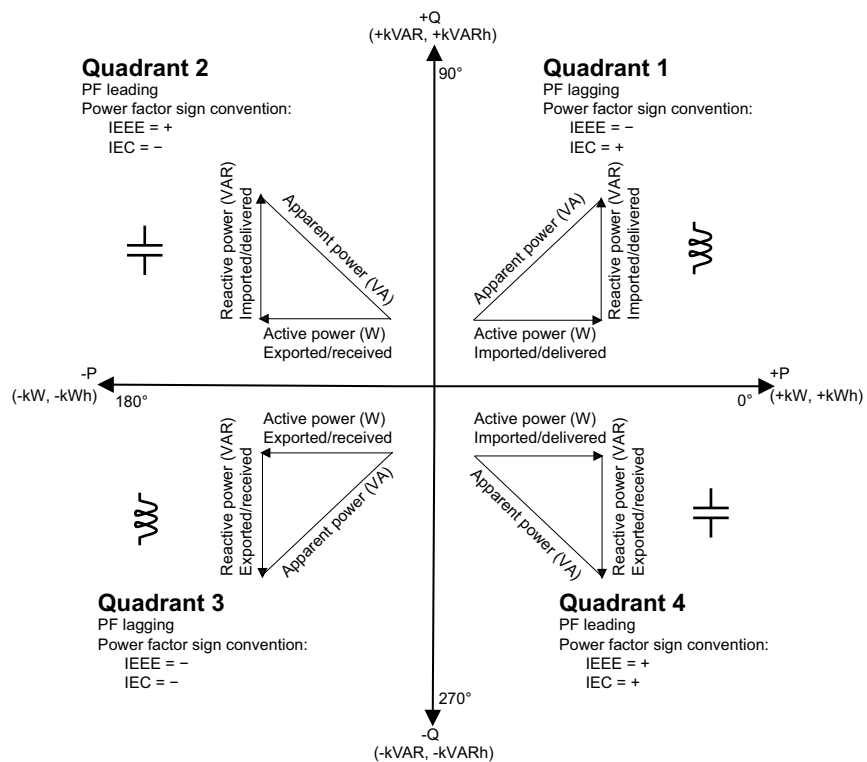 +Q
(+kVAR, +kVARh)
90°
Quadrant 2
PF leading
Power factor sign convention:
IEEE = +
IEC = −
Reactive power (VAR)
Imported/delivered
Apparent power (VA)
Active power (W)
Exported/received
Quadrant 1
PF lagging
Power factor sign convention:
IEEE = −
IEC = +
Apparent power (VA)
Reactive power (VAR)
Imported/delivered
Active power (W)
Imported/delivered
-P
(-kW, -kWh)
180°
+P
(+kW, +kWh)
0°
Active power (W)
Exported/received
Reactive power (VAR)
Exported/received
Apparent power (VA)
Quadrant 3
PF lagging
Power factor sign convention:
IEEE = −
IEC = −
Active power (W)
Imported/delivered
Apparent power (VA)
Reactive power (VAR)
Exported/received
Quadrant 4
PF leading
Power factor sign convention:
IEEE = +
IEC = +
270°
-Q
(-kVAR, -kVARh)